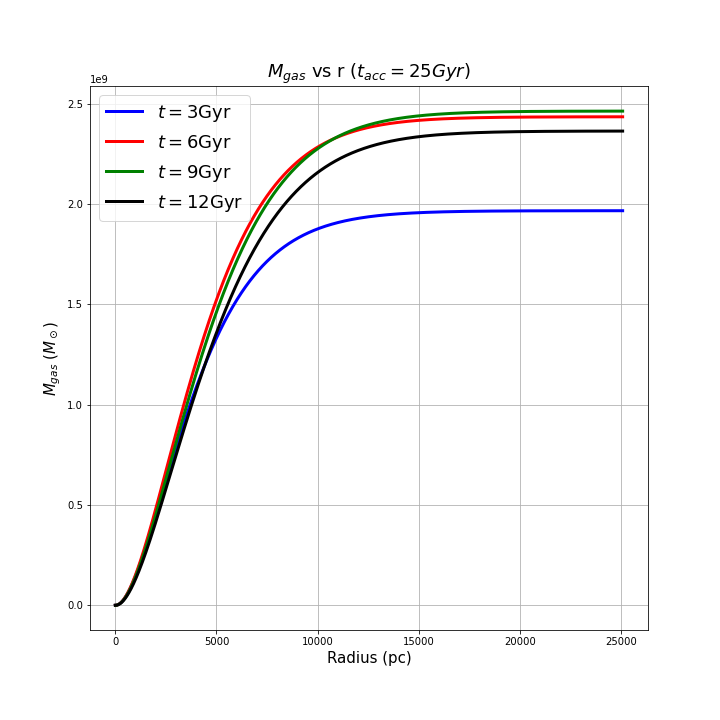 M_gas vs r (t_acc = 25Gyr)
1e9
t = 3Gyr
t = 6Gyr
t = 9Gyr
t = 12Gyr
2.5
2.0
1.5
1.0
0.5
0.0
M_gas (M_⊙)
0 5000 10000 15000 20000 25000
Radius (pc)